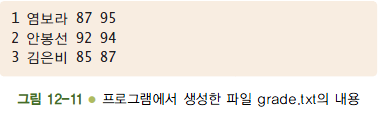 1 염보라 87 95
2 안봉선 92 94
3 김은비 85 87
그림 12-11 ● 프로그램에서 생성한 파일 grade.txt의 내용